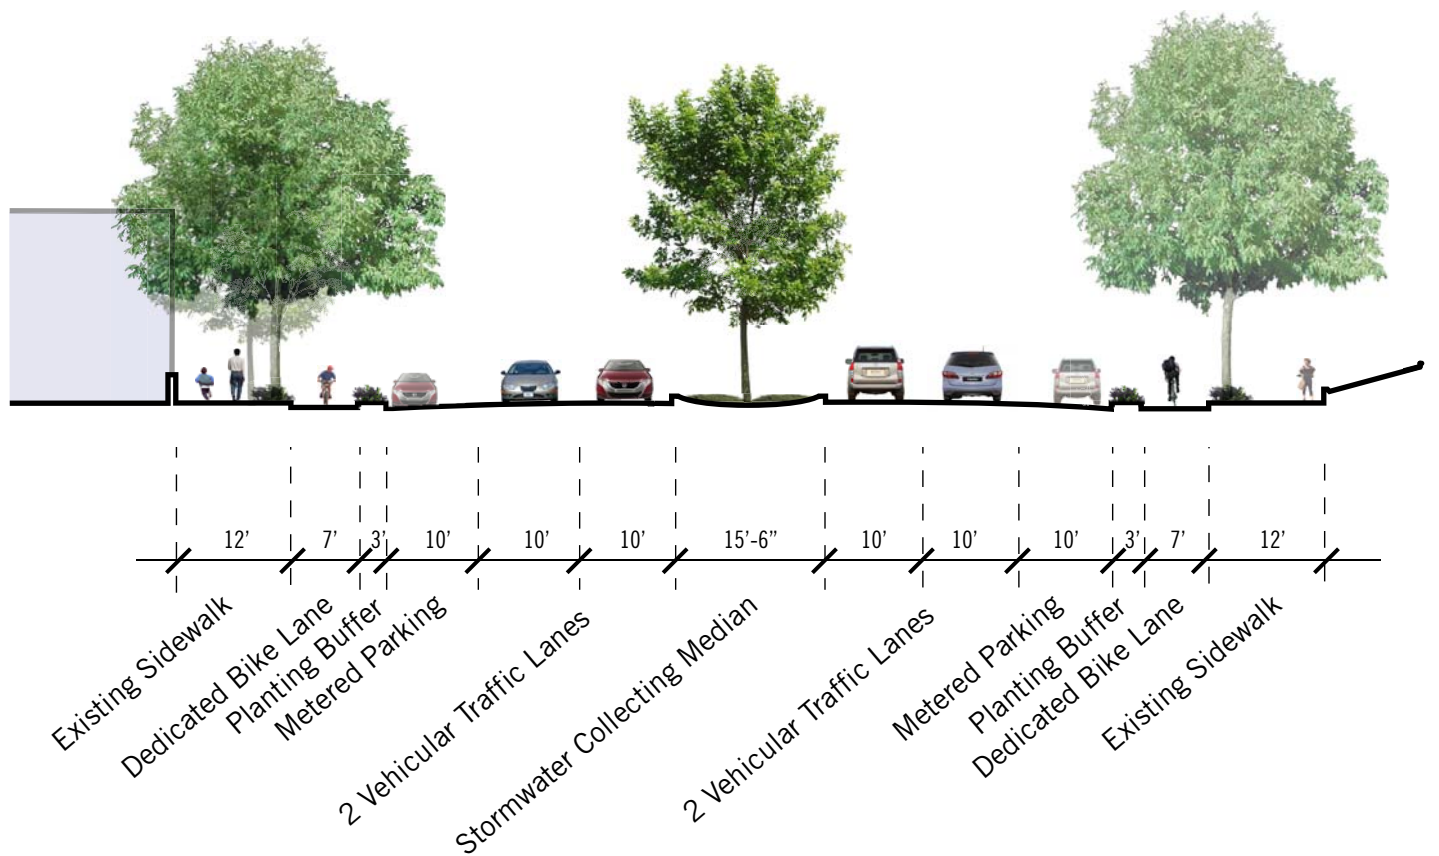 12’ 7’ 3’ 10’ 10’ 10’ 15’-6” 10’ 10’ 10’ 3’ 7’ 12’
Existing Sidewalk
Dedicated Bike Lane
Planting Buffer
Metered Parking
2 Vehicular Traffic Lanes
Stormwater Collecting Median
2 Vehicular Traffic Lanes
Metered Parking
Planting Buffer
Dedicated Bike Lane
Existing Sidewalk